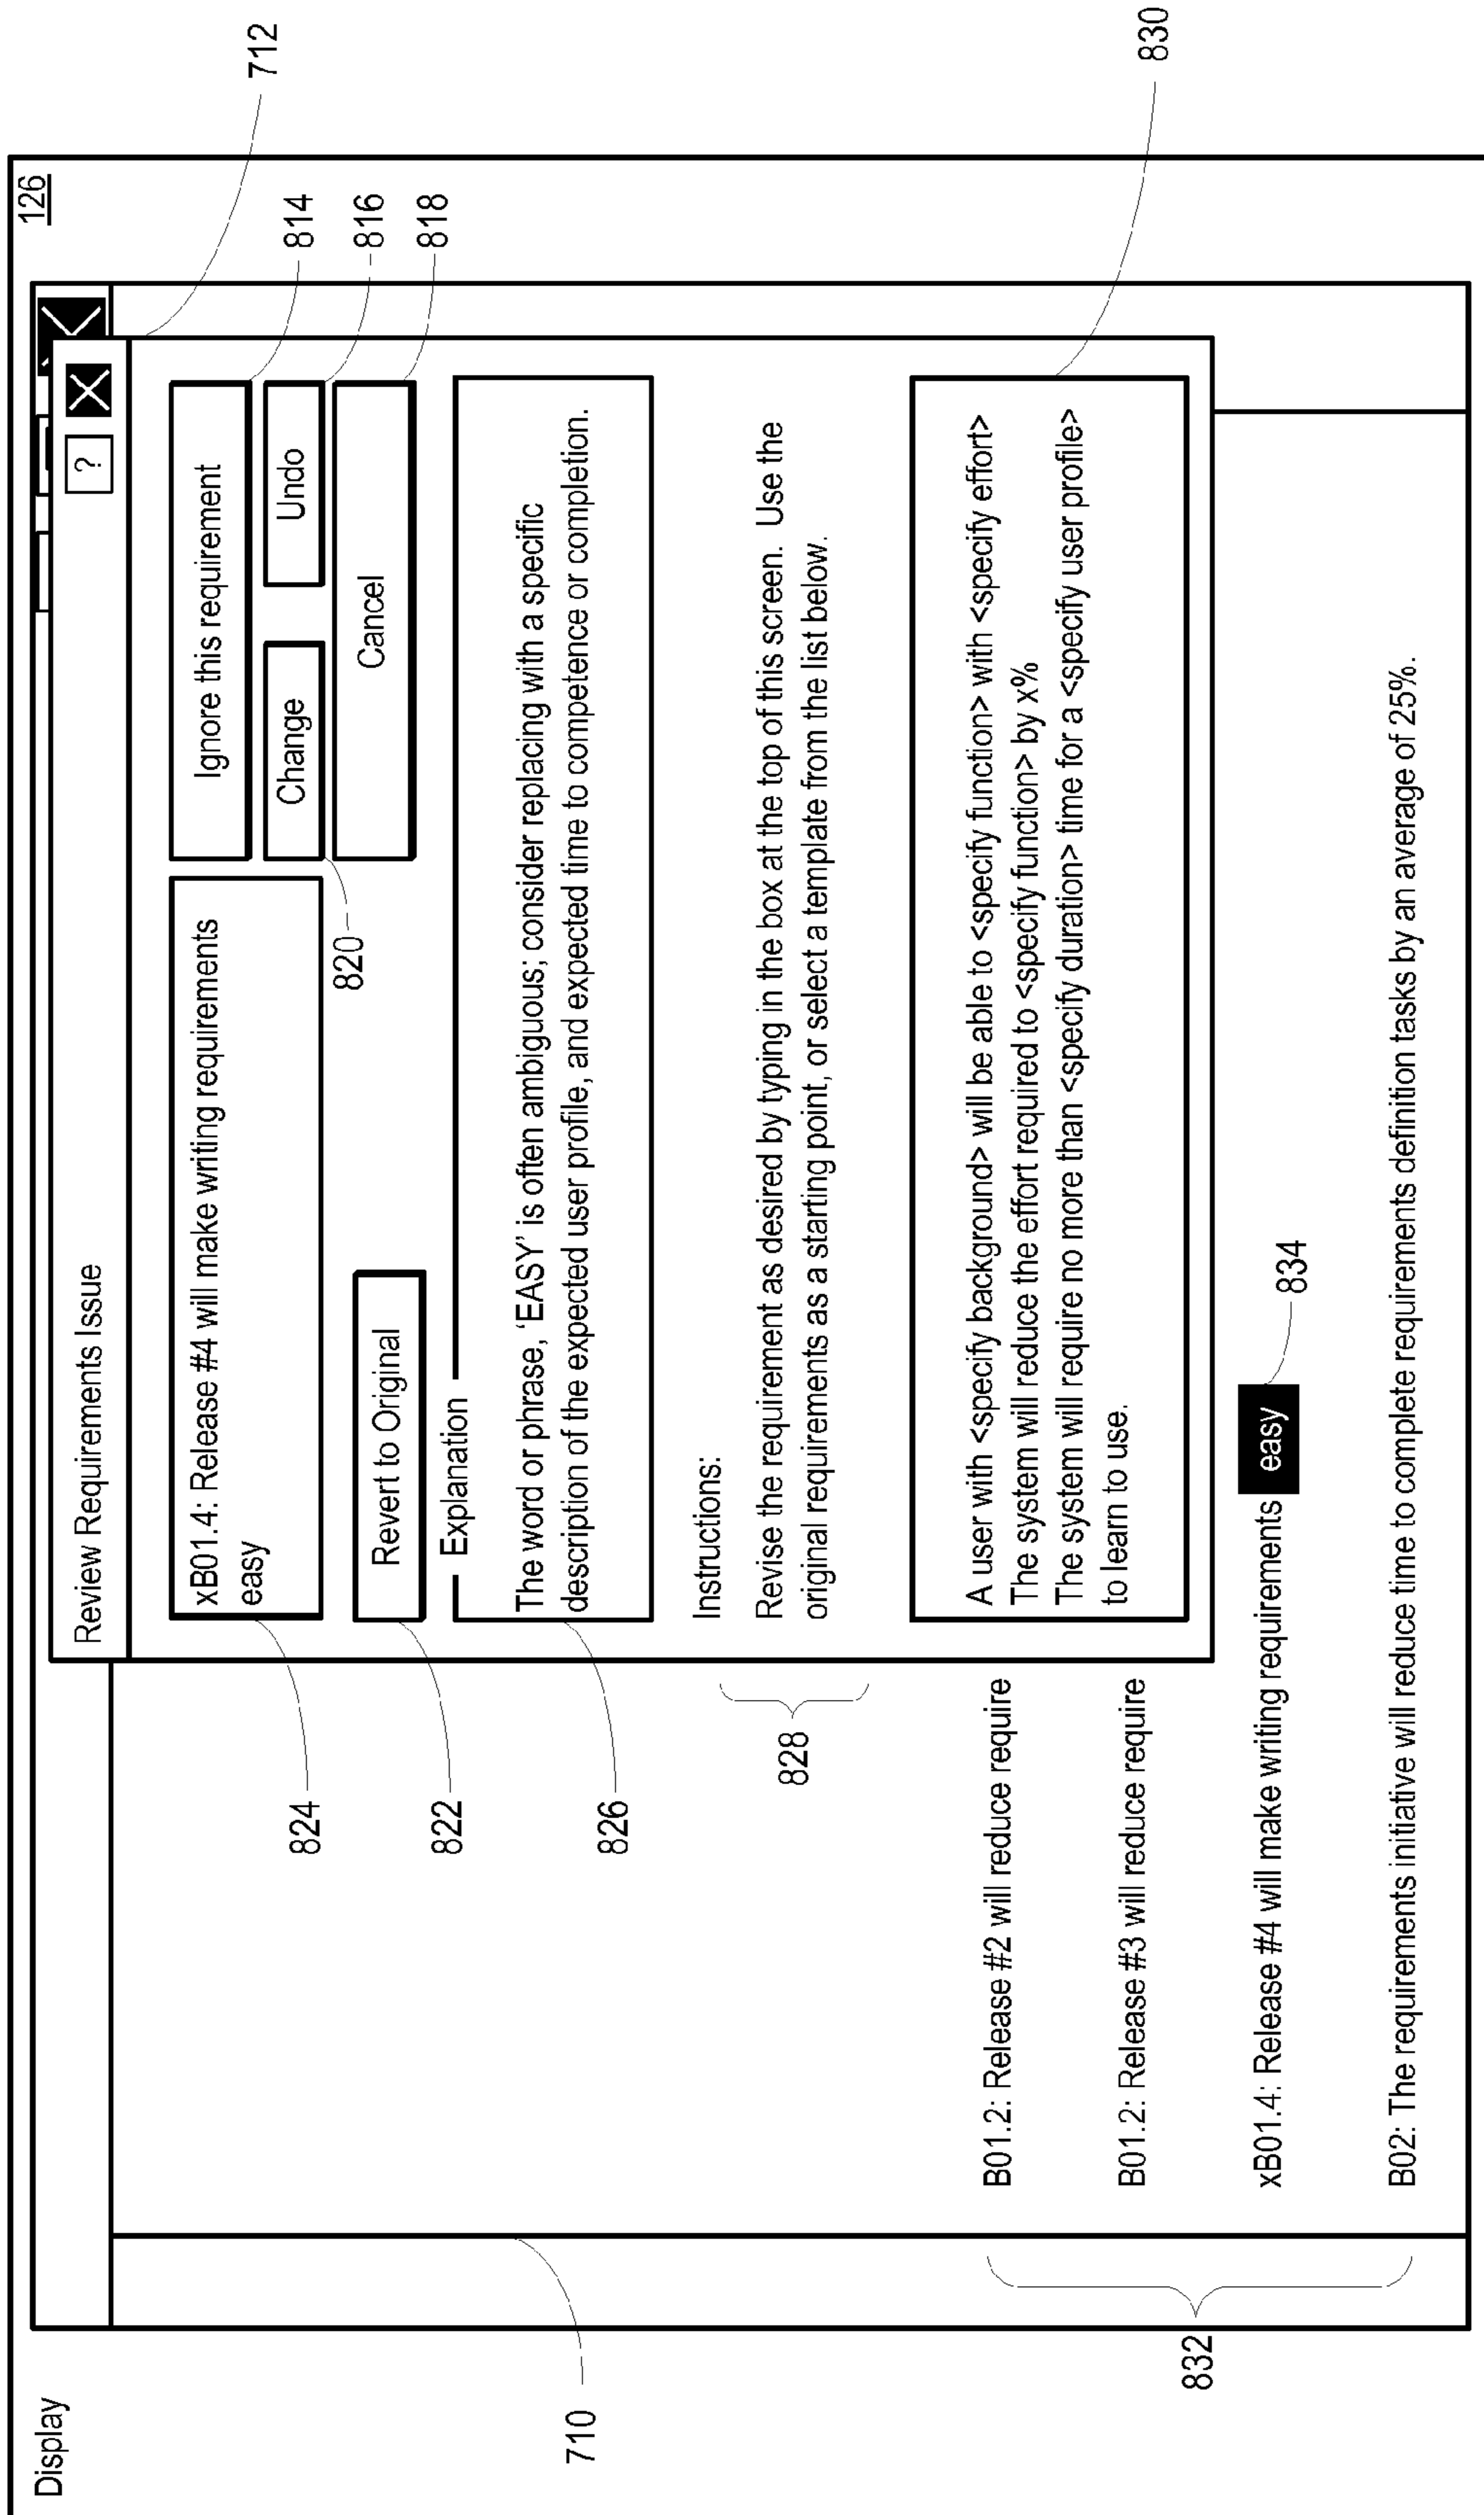 Display
126
712
Review Requirements Issue
?
xB01.4: Release #4 will make writing requirements
easy
Ignore this requirement
814
Change
Undo
816
820
Cancel
818
824
Revert to Original
822
Explanation
The word or phrase, ‘EASY’ is often ambiguous; consider replacing with a specific
description of the expected user profile, and expected time to competence or completion.
826
Instructions:
Revise the requirement as desired by typing in the box at the top of this screen. Use the
original requirements as a starting point, or select a template from the list below.
828
710
A user with <specify background> will be able to <specify function> with <specify effort>
The system will reduce the effort required to <specify function> by x%
The system will require no more than <specify duration> time for a <specify user profile>
to learn to use.
830
B01.2: Release #2 will reduce require
B01.2: Release #3 will reduce require
xB01.4: Release #4 will make writing requirements easy
834
B02: The requirements initiative will reduce time to complete requirements definition tasks by an average of 25%.
832